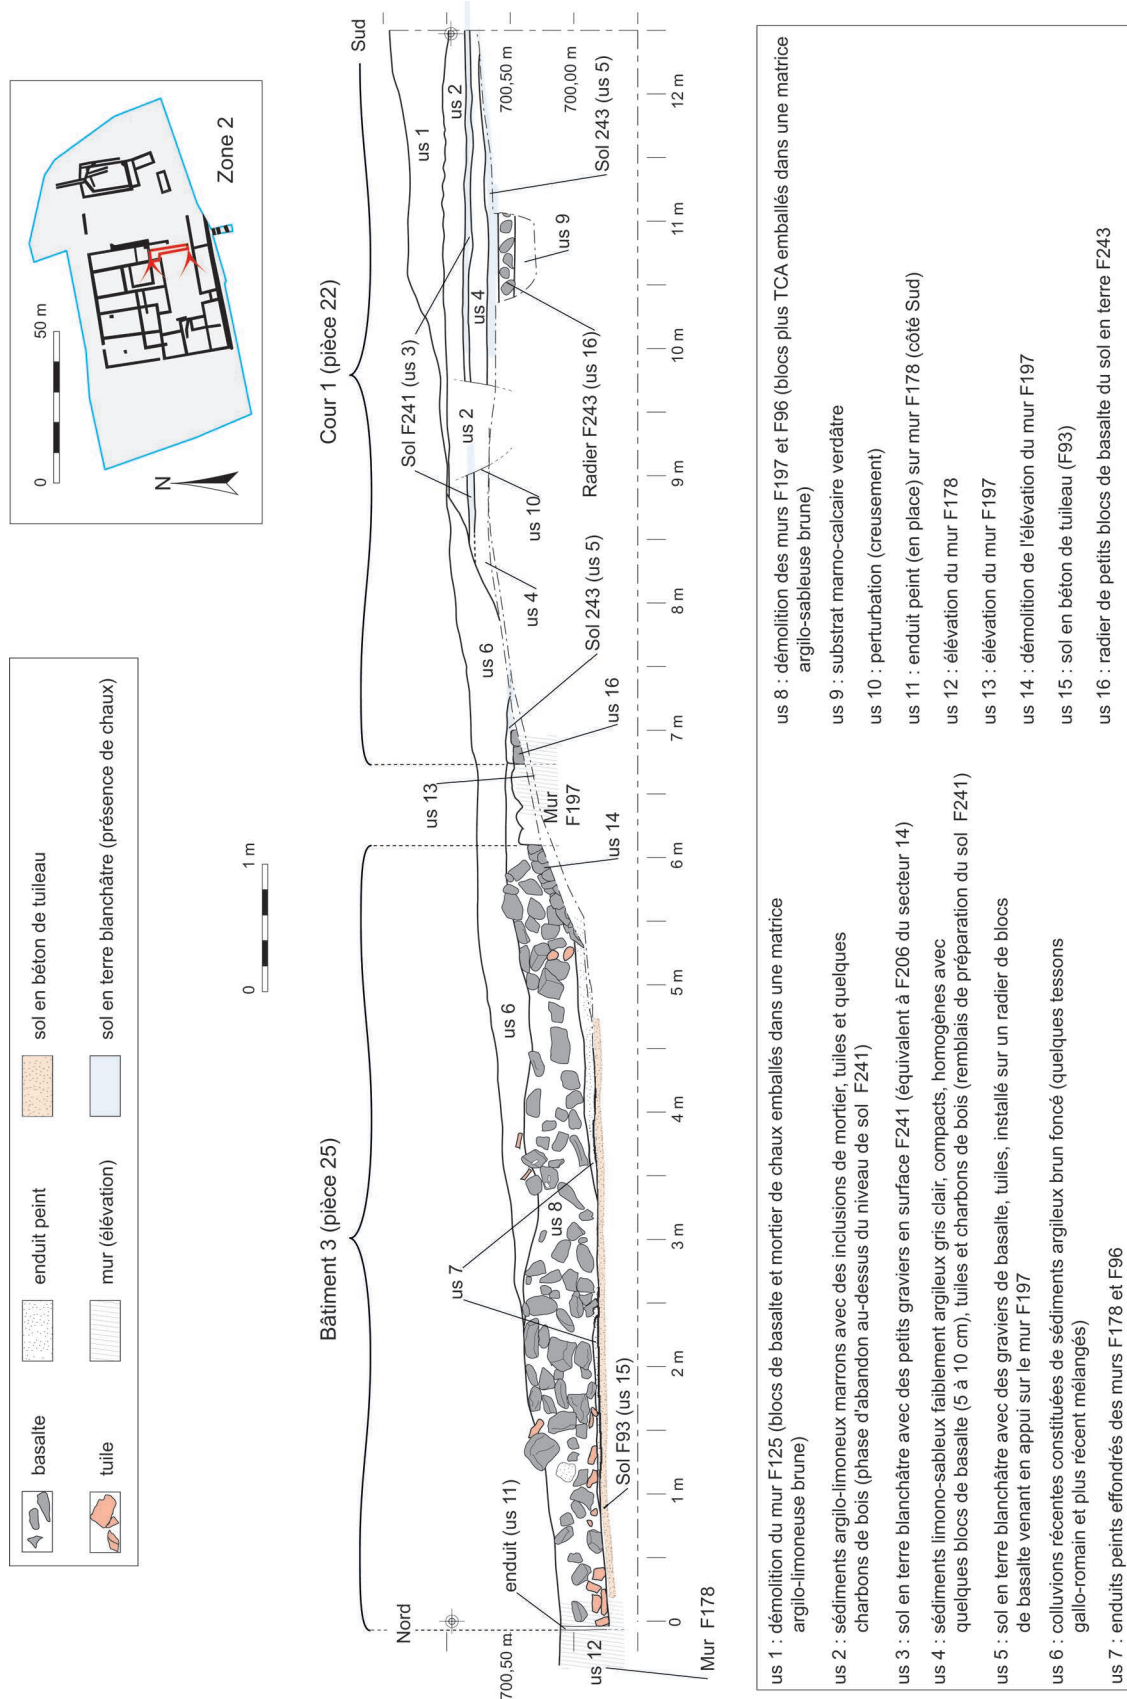 basalte
enduit peint
sol en béton de tuileau
tuile
mur (élévation)
sol en terre blanchâtre (présence de chaux)
0
50 m
N
Zone 2
0
1 m
Bâtiment 3 (pièce 25)
Cour 1 (pièce 22)
Nord
Sud
700,50 m
enduit (us 11)
us 12
Mur F178
us 7
us 8
us 6
Sol F93 (us 15)
us 13
Mur
F197
us 14
us 16
us 6
Sol 243 (us 5)
us 4
us 10
Sol F241 (us 3)
us 2
us 1
us 2
us 4
Radier F243 (us 16)
us 9
Sol 243 (us 5)
700,50 m
700,00 m
0
1 m
2 m
3 m
4 m
5 m
6 m
7 m
8 m
9 m
10 m
11 m
12 m
us 1 : démolition du mur F125 (blocs de basalte et mortier de chaux emballés dans une matrice
argilo-limoneuse brune)
us 2 : sédiments argilo-limoneux marrons avec des inclusions de mortier, tuiles et quelques
charbons de bois (phase d'abandon au-dessus du niveau de sol F241)
us 3 : sol en terre blanchâtre avec des petits graviers en surface F241 (équivalent à F206 du secteur 14)
us 4 : sédiments limono-sableux faiblement argileux gris clair, compacts, homogènes avec
quelques blocs de basalte (5 à 10 cm), tuiles et charbons de bois (remblais de préparation du sol F241)
us 5 : sol en terre blanchâtre avec des graviers de basalte, tuiles, installé sur un radier de blocs
de basalte venant en appui sur le mur F197
us 6 : colluvions récentes constituées de sédiments argileux brun foncé (quelques tessons
gallo-romain et plus récent mélangés)
us 7 : enduits peints effondrés des murs F178 et F96
us 8 : démolition des murs F197 et F96 (blocs plus TCA emballés dans une matrice
argilo-sableuse brune)
us 9 : substrat marno-calcaire verdâtre
us 10 : perturbation (creusement)
us 11 : enduit peint (en place) sur mur F178 (côté Sud)
us 12 : élévation du mur F178
us 13 : élévation du mur F197
us 14 : démolition de l'élévation du mur F197
us 15 : sol en béton de tuileau (F93)
us 16 : radier de petits blocs de basalte du sol en terre F243